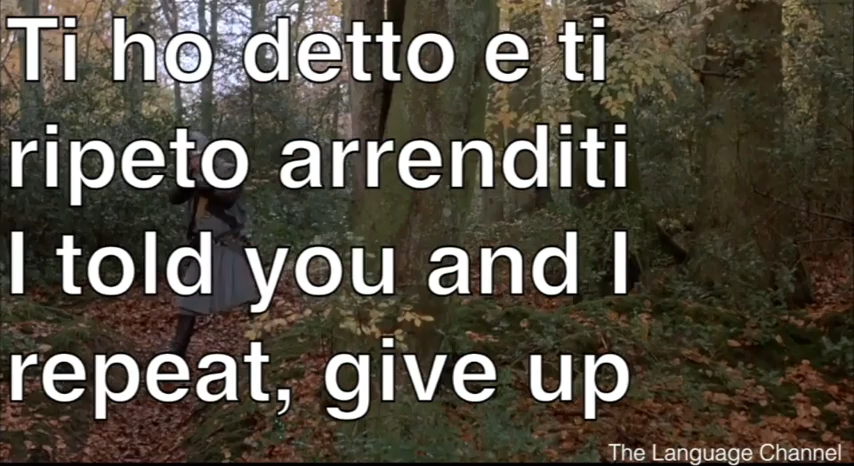 Ti ho detto e ti
ripeto arrenditi
I told you and I
repeat, give up
The Language Channel